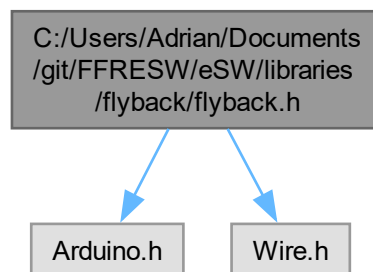 C:/Users/Adrian/Documents
/git/FFRESW/eSW/libraries
/flyback/flyback.h
Arduino.h
Wire.h